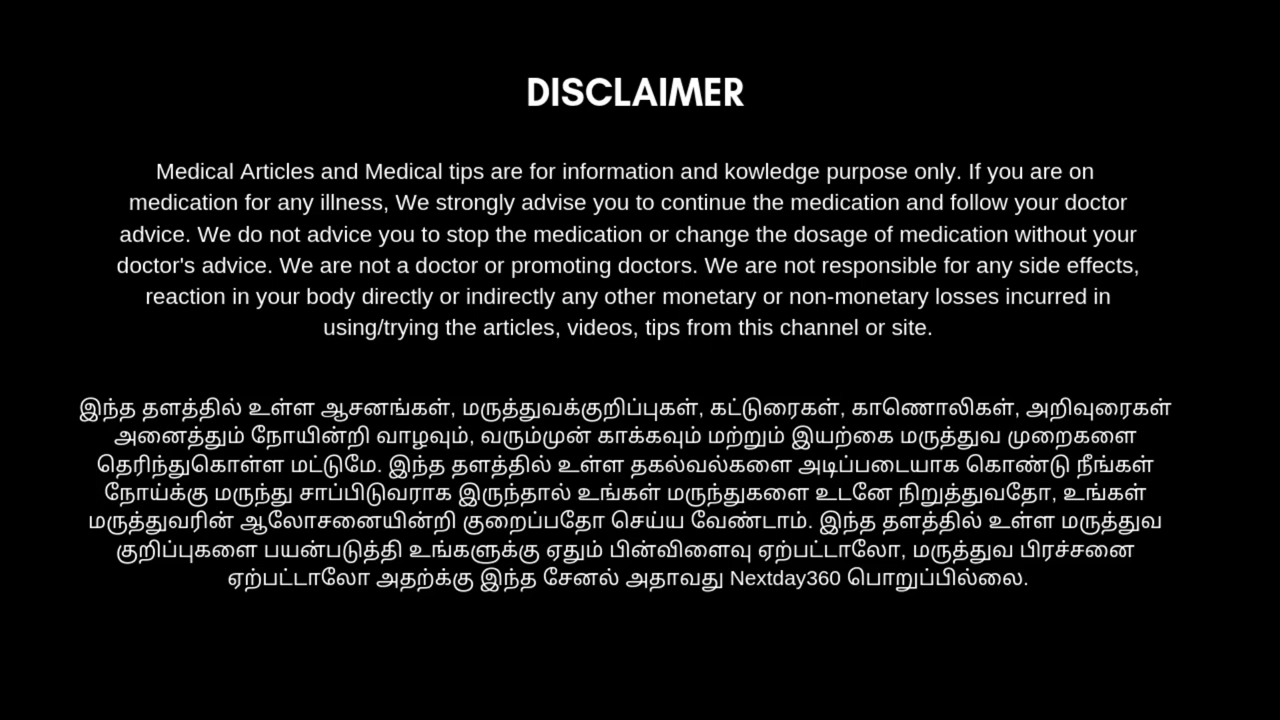 DISCLAIMER
Medical Articles and Medical tips are for information and kowledge purpose only. If you are on
medication for any illness, We strongly advise you to continue the medication and follow your doctor
advice. We do not advice you to stop the medication or change the dosage of medication without your
doctor's advice. We are not a doctor or promoting doctors. We are not responsible for any side effects,
reaction in your body directly or indirectly any other monetary or non-monetary losses incurred in
using/trying the articles, videos, tips from this channel or site.
இந்த தளத்தில் உள்ள ஆசனங்கள், மருத்துவக்குறிப்புகள், கட்டுரைகள், காணொலிகள், அறிவுரைகள்
அனைத்தும் நோயின்றி வாழவும், வரும்முன் காக்கவும் மற்றும் இயற்கை மருத்துவ முறைகளை
தெரிந்துகொள்ள மட்டுமே. இந்த தளத்தில் உள்ள தகல்வல்களை அடிப்படையாக கொண்டு நீங்கள்
நோய்க்கு மருந்து சாப்பிடுவராக இருந்தால் உங்கள் மருந்துகளை உடனே நிறுத்துவதோ, உங்கள்
மருத்துவரின் ஆலோசனையின்றி குறைப்பதோ செய்ய வேண்டாம். இந்த தளத்தில் உள்ள மருத்துவ
குறிப்புகளை பயன்படுத்தி உங்களுக்கு ஏதும் பின்விளைவு ஏற்பட்டாலோ, மருத்துவ பிரச்சனை
ஏற்பட்டாலோ அதற்க்கு இந்த சேனல் அதாவது Nextday360 பொறுப்பில்லை.